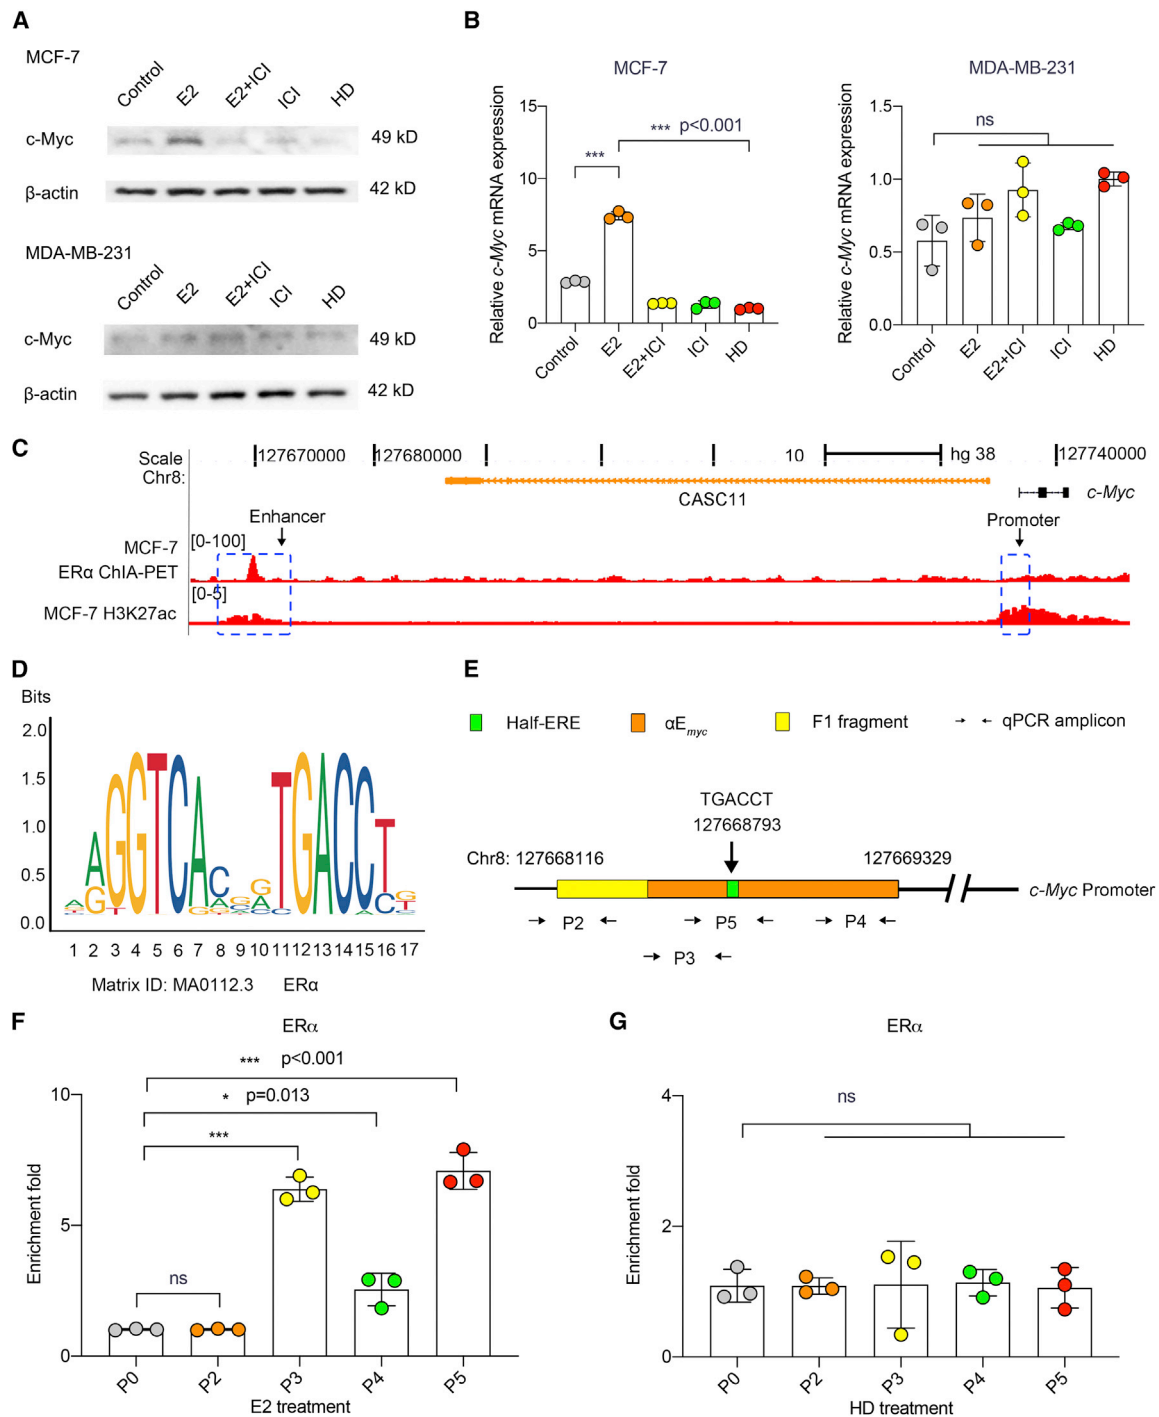 A
MCF-7
Control
E2
E2+ICI
ICI
HD
c-Myc
49 kD
β-actin
42 kD
MDA-MB-231
Control
E2
E2+ICI
ICI
HD
c-Myc
49 kD
β-actin
42 kD
B
MCF-7
Relative c-Myc mRNA expression
15
10
5
0
*** p<0.001
***
Control
E2
E2+ICI
ICI
HD
MDA-MB-231
Relative c-Myc mRNA expression
1.5
1.0
0.5
0.0
ns
Control
E2
E2+ICI
ICI
HD
C
Scale
Chr8:
127670000
127680000
10
hg 38
127740000
CASC11
c-Myc
Enhancer
Promoter
MCF-7
ERα ChIA-PET
[0-100]
MCF-7 H3K27ac
[0-5]
D
Bits
2.0
1.5
1.0
0.5
0.0
1 2 3 4 5 6 7 8 9 10 11 12 13 14 15 16 17
Matrix ID: MA0112.3 ERα
E
Half-ERE
αEmyc
F1 fragment
qPCR amplicon
TGACCT
127668793
Chr8: 127668116
127669329
c-Myc Promoter
P2
P5
P4
P3
F
ERα
*** p<0.001
* p=0.013
***
ns
Enrichment fold
10
5
0
P0
P2
P3
P4
P5
E2 treatment
G
ERα
ns
Enrichment fold
4
2
0
P0
P2
P3
P4
P5
HD treatment